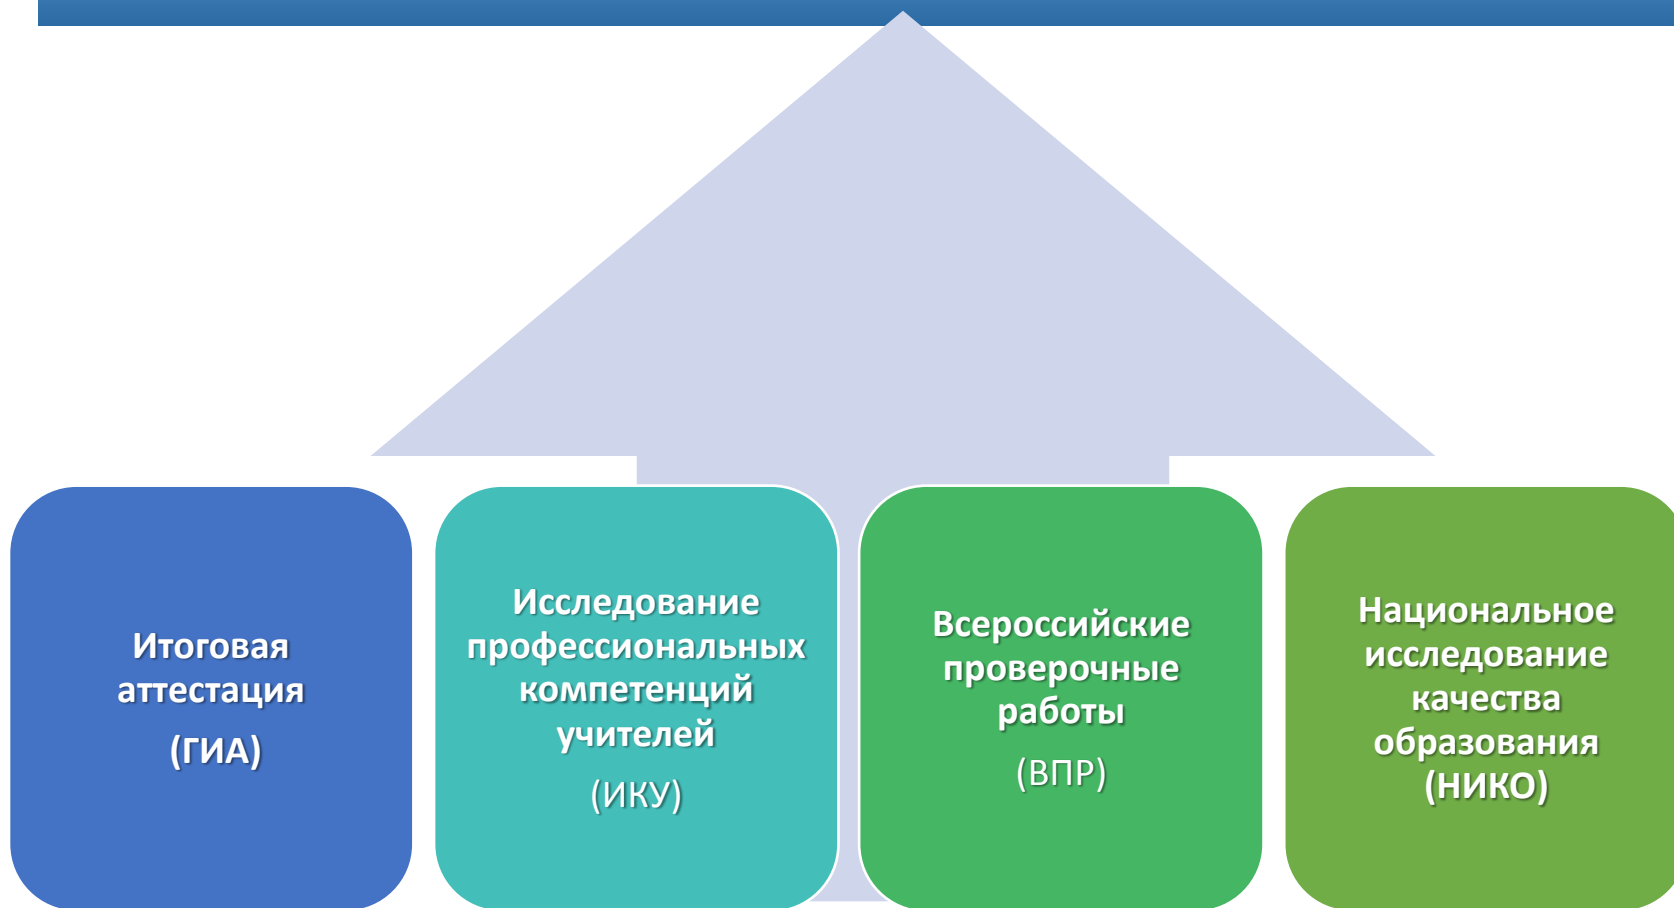 Итоговая
аттестация
(ГИА)
Исследование
профессиональных
компетенций
учителей
(ИКУ)
Всероссийские
проверочные
работы
(ВПР)
Национальное
исследование
качества
образования
(НИКО)